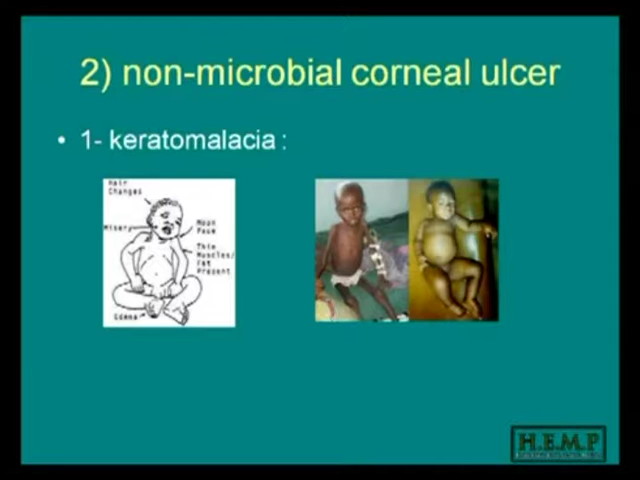 2) non-microbial corneal ulcer
• 1- keratomalacia :
Hair
Changes
Misery
Moon
Face
Thin
Muscles/
Fat
Present
Edema
H.E.M.P